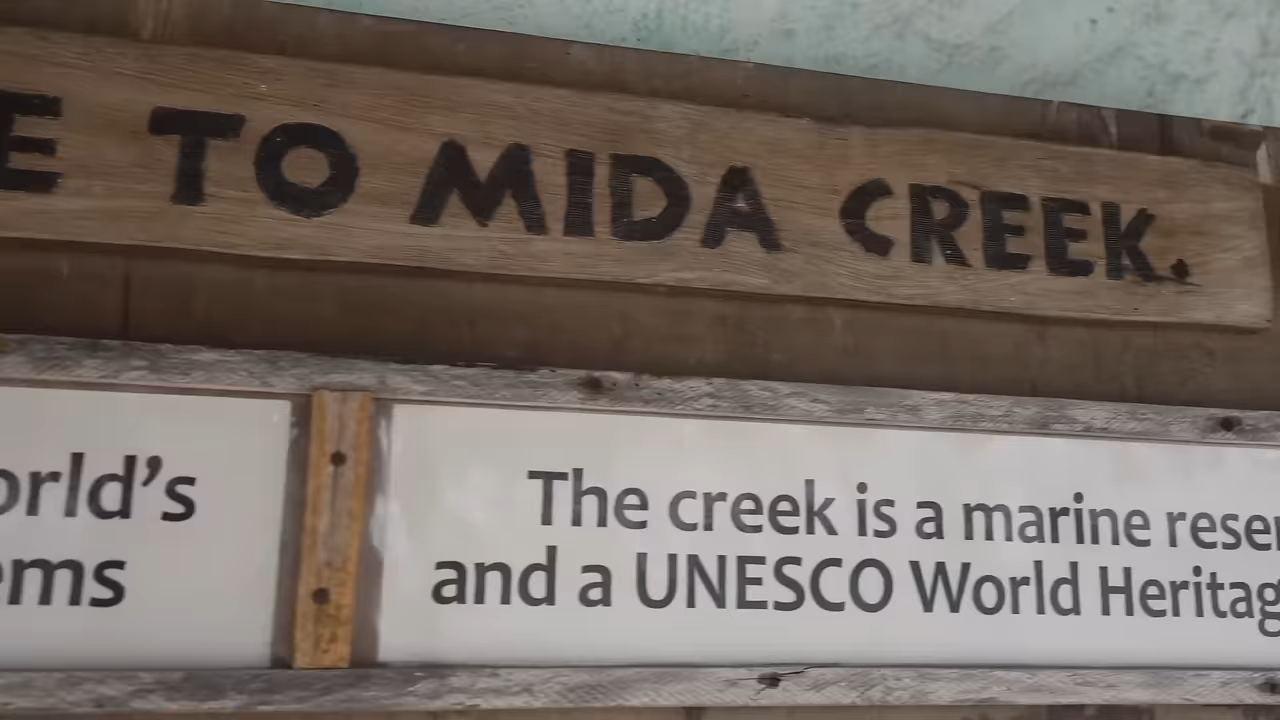 E TO MIDA CREEK.
orld's
ems
The creek is a marine reser
and a UNESCO World Heritag